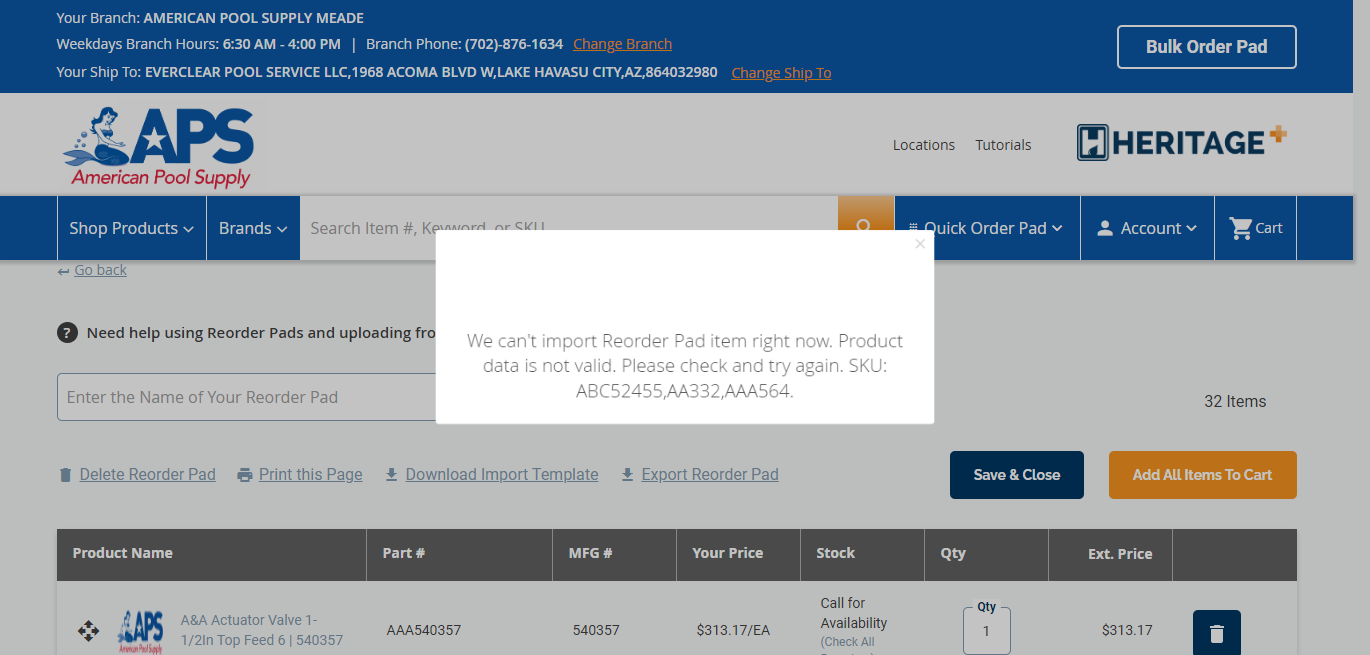 Your Branch: AMERICAN POOL SUPPLY MEADE
Weekdays Branch Hours: 6:30 AM - 4:00 PM | Branch Phone: (702)-876-1634 Change Branch
Your Ship To: EVERCLEAR POOL SERVICE LLC,1968 ACOMA BLVD W,LAKE HAVASU CITY,AZ,864032980 Change Ship To
Bulk Order Pad
APS
American Pool Supply
Locations Tutorials
HERITAGE+
Shop Products Brands Search Item #, Keyword, or SKU Quick Order Pad Account Cart
Go back
We can't import Reorder Pad item right now. Product
data is not valid. Please check and try again. SKU:
ABC52455,AA332,AAA564.
? Need help using Reorder Pads and uploading fro
Enter the Name of Your Reorder Pad
32 Items
Delete Reorder Pad Print this Page Download Import Template Export Reorder Pad Save & Close Add All Items To Cart
Product Name Part # MFG # Your Price Stock Qty Ext. Price
APS
American Pool Supply
A&A Actuator Valve 1-
1/2In Top Feed 6 | 540357
AAA540357
540357
$313.17/EA
Call for
Availability
(Check All
Qty
1
$313.17